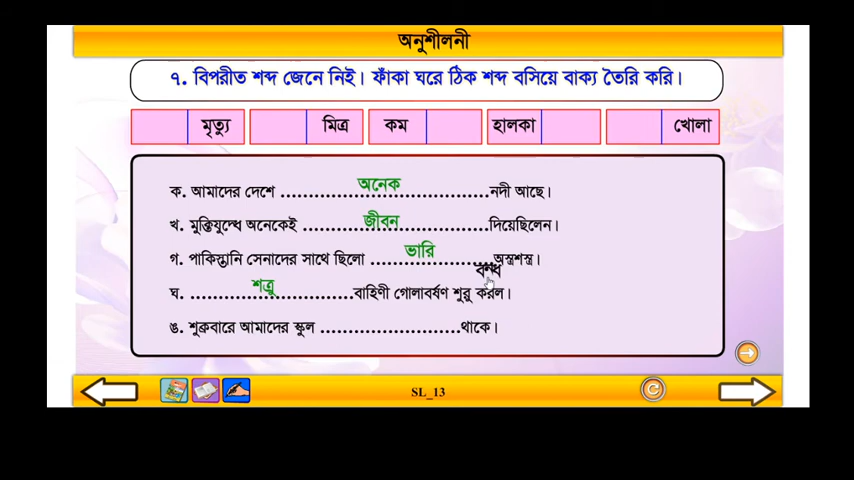 অনুশীলনী
৭. বিপরীত শব্দ জেনে নিই। ফাঁকা ঘরে ঠিক শব্দ বসিয়ে বাক্য তৈরি করি।
মৃত্যু মিত্র কম হালকা খোলা
ক. আমাদের দেশে ..........অনেক..........নদী আছে।
খ. মুক্তিযুদ্ধে অনেকেই ..........জীবন..........দিয়েছিলেন।
গ. পাকিস্তানি সেনাদের সাথে ছিলো ..........ভারি..........অস্ত্রশস্ত্র।
বন্ধ
ঘ. ..........শত্রু..........বাহিণী গোলাবর্ষণ শুরু করল।
ঙ. শুক্রবারে আমাদের স্কুল ....................থাকে।
SL_13